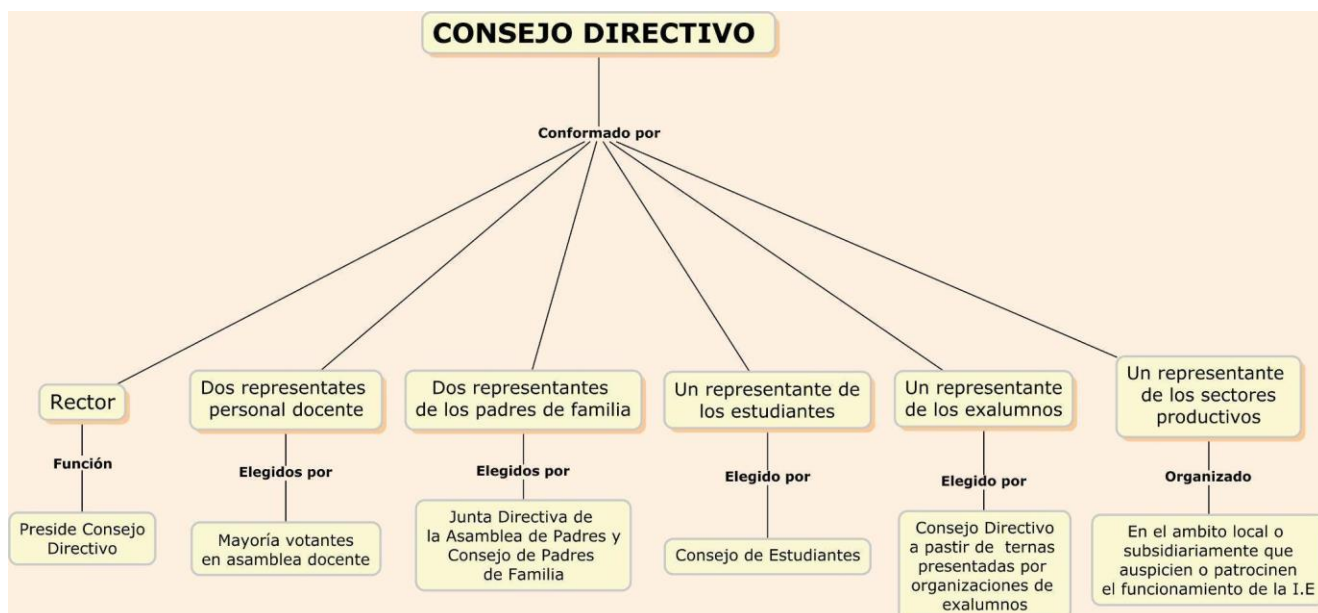 CONSEJO DIRECTIVO
Conformado por
Rector
Función
Preside Consejo
Directivo
Dos representates
personal docente
Elegidos por
Mayoría votantes
en asamblea docente
Dos representantes
de los padres de familia
Elegidos por
Junta Directiva de
la Asamblea de Padres y
Consejo de Padres
de Familia
Un representante de
los estudiantes
Elegido por
Consejo de Estudiantes
Un representante
de los exalumnos
Elegido por
Consejo Directivo
a pastir de ternas
presentadas por
organizaciones de
exalumnos
Un representante
de los sectores
productivos
Organizado
En el ambito local o
subsidiariamente que
auspicien o patrocinen
el funcionamiento de la I.E